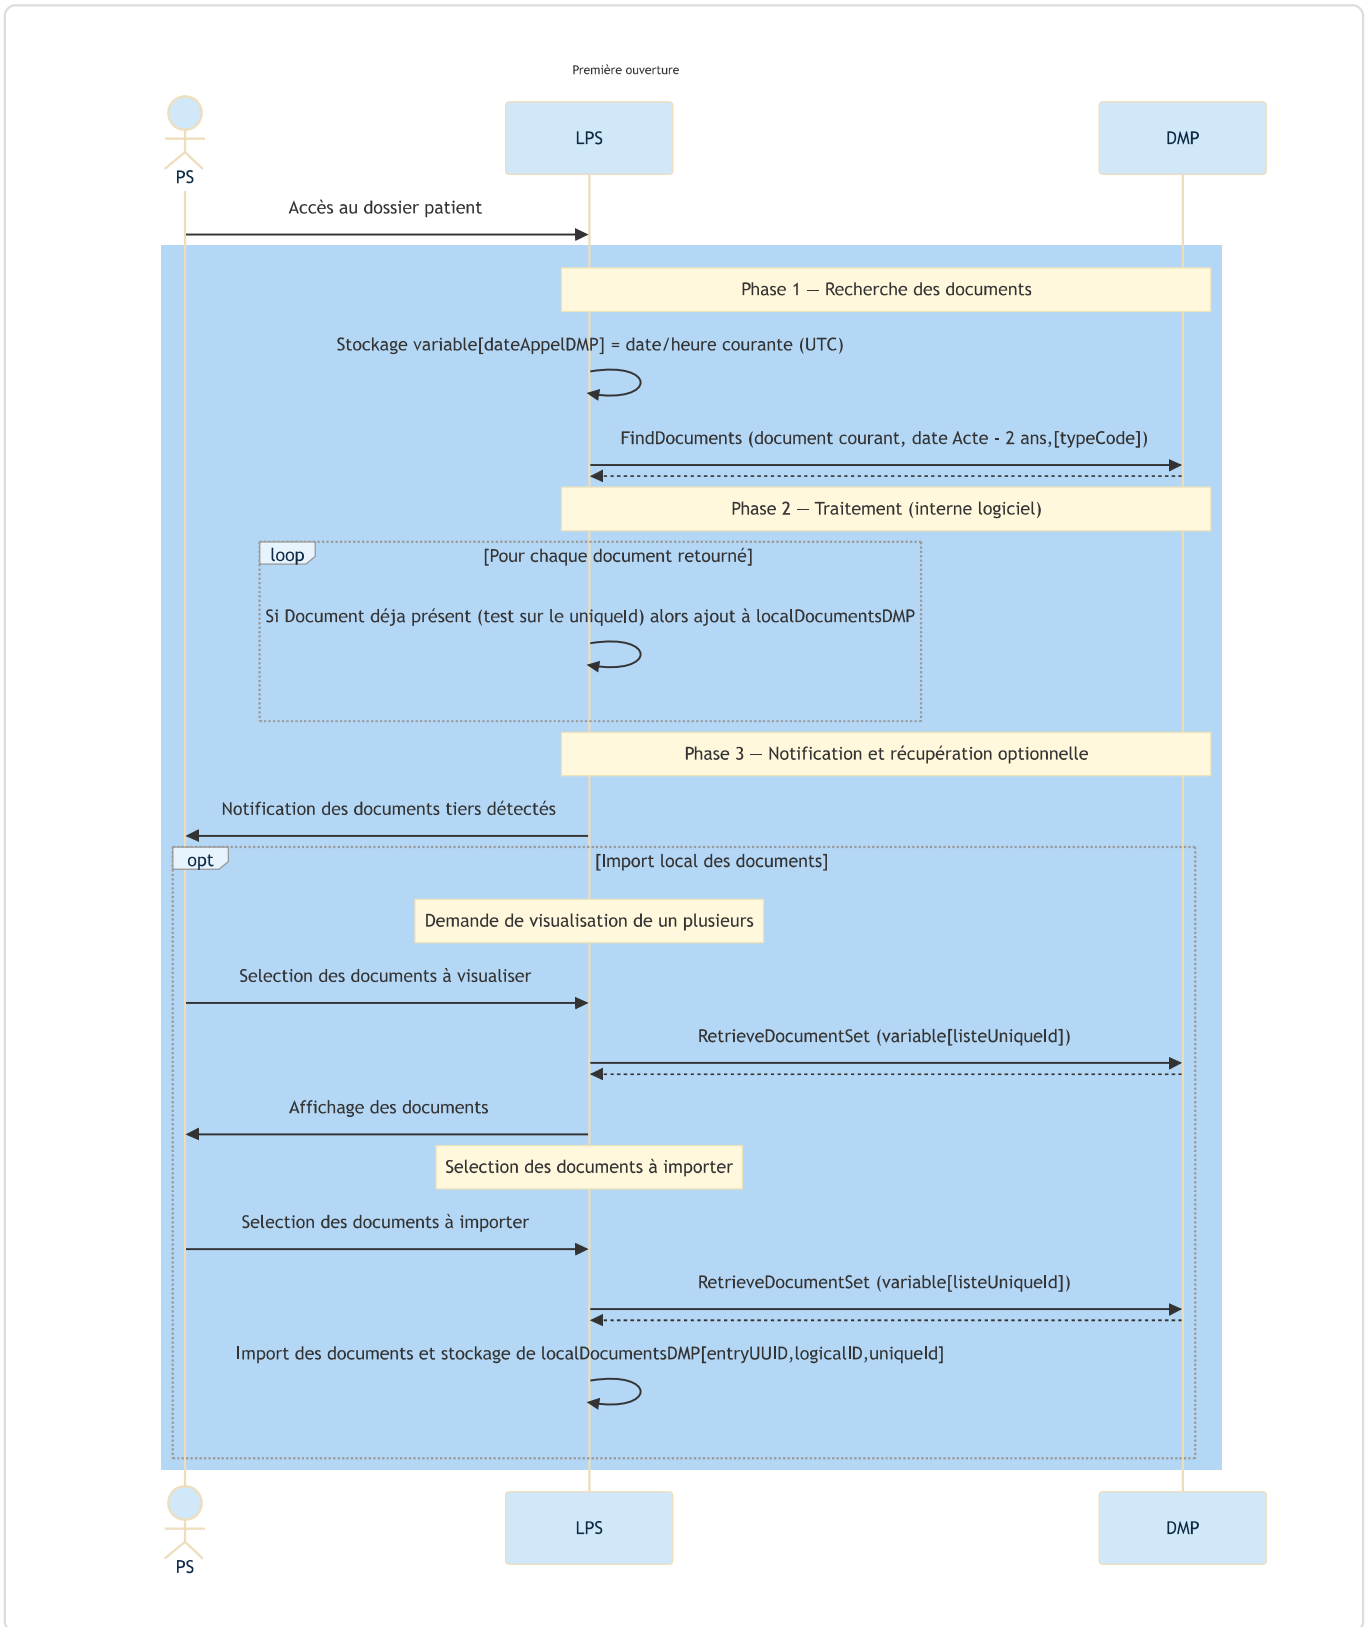 Première ouverture
PS
LPS
DMP
Accès au dossier patient
Phase 1 — Recherche des documents
Stockage variable[dateAppelDMP] = date/heure courante (UTC)
FindDocuments (document courant, date Acte - 2 ans,[typeCode])
Phase 2 — Traitement (interne logiciel)
loop
[Pour chaque document retourné]
Si Document déja présent (test sur le uniqueId) alors ajout à localDocumentsDMP
Phase 3 — Notification et récupération optionnelle
Notification des documents tiers détectés
opt
[Import local des documents]
Demande de visualisation de un plusieurs
Selection des documents à visualiser
RetrieveDocumentSet (variable[listeUniqueId])
Affichage des documents
Selection des documents à importer
Selection des documents à importer
RetrieveDocumentSet (variable[listeUniqueId])
Import des documents et stockage de localDocumentsDMP[entryUUID,logicalID,uniqueId]
PS
LPS
DMP